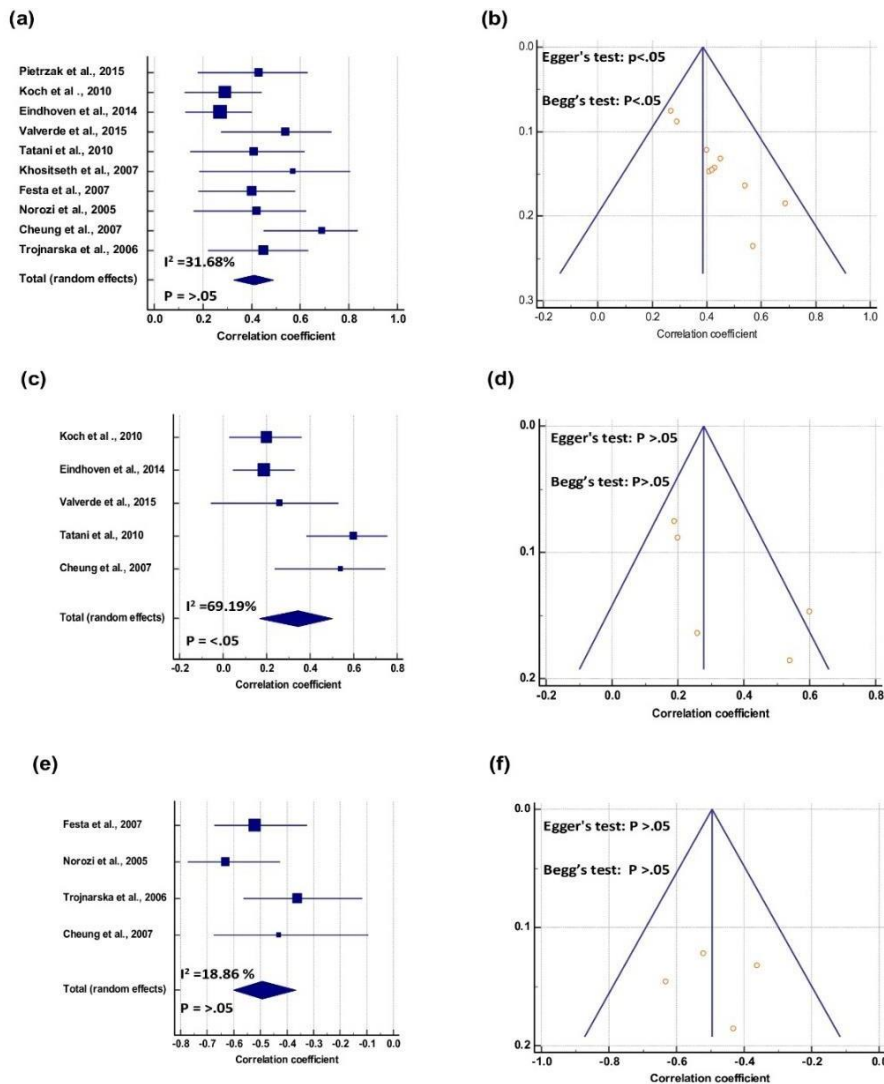 (a)
Pietrzak et al., 2015
Koch et al ., 2010
Eindhoven et al., 2014
Valverde et al., 2015
Tatani et al., 2010
Khositseth et al., 2007
Festa et al., 2007
Norozi et al., 2005
Cheung et al., 2007
Trojnarska et al., 2006
I² =31.68%
Total (random effects)
P = >.05
0.0 0.2 0.4 0.6 0.8 1.0
Correlation coefficient
(b)
0.0
Egger's test: p<.05
Begg's test: P<.05
0.1
0.2
0.3
-0.2 0.0 0.2 0.4 0.6 0.8 1.0
Correlation coefficient
(c)
Koch et al ., 2010
Eindhoven et al., 2014
Valverde et al., 2015
Tatani et al., 2010
Cheung et al., 2007
I² =69.19%
Total (random effects)
P = <.05
-0.2 0.0 0.2 0.4 0.6 0.8
Correlation coefficient
(d)
0.0
Egger's test: P >.05
Begg's test: P>.05
0.1
0.2
-0.2 0.0 0.2 0.4 0.6 0.8
Correlation coefficient
(e)
Festa et al., 2007
Norozi et al., 2005
Trojnarska et al., 2006
Cheung et al., 2007
I² =18.86 %
Total (random effects)
P = >.05
-0.8 -0.7 -0.6 -0.5 -0.4 -0.3 -0.2 -0.1 0.0
Correlation coefficient
(f)
0.0
Egger's test: P >.05
Begg's test: P >.05
0.1
0.2
-1.0 -0.8 -0.6 -0.4 -0.2 0.0
Correlation coefficient